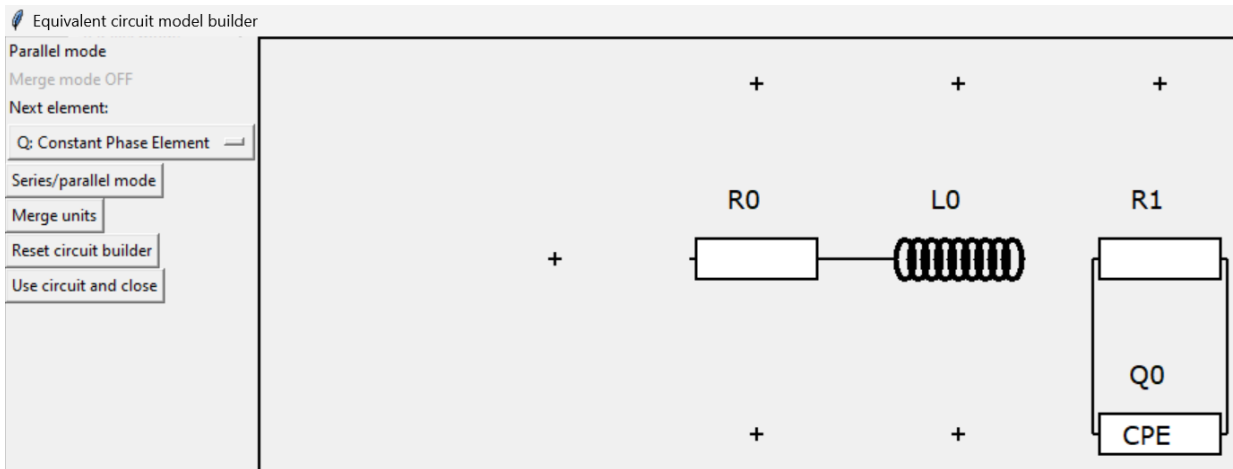 Equivalent circuit model builder
Parallel mode
Merge mode OFF
Next element:
Q: Constant Phase Element
Series/parallel mode
Merge units
Reset circuit builder
Use circuit and close
R0
L0
R1
Q0
CPE